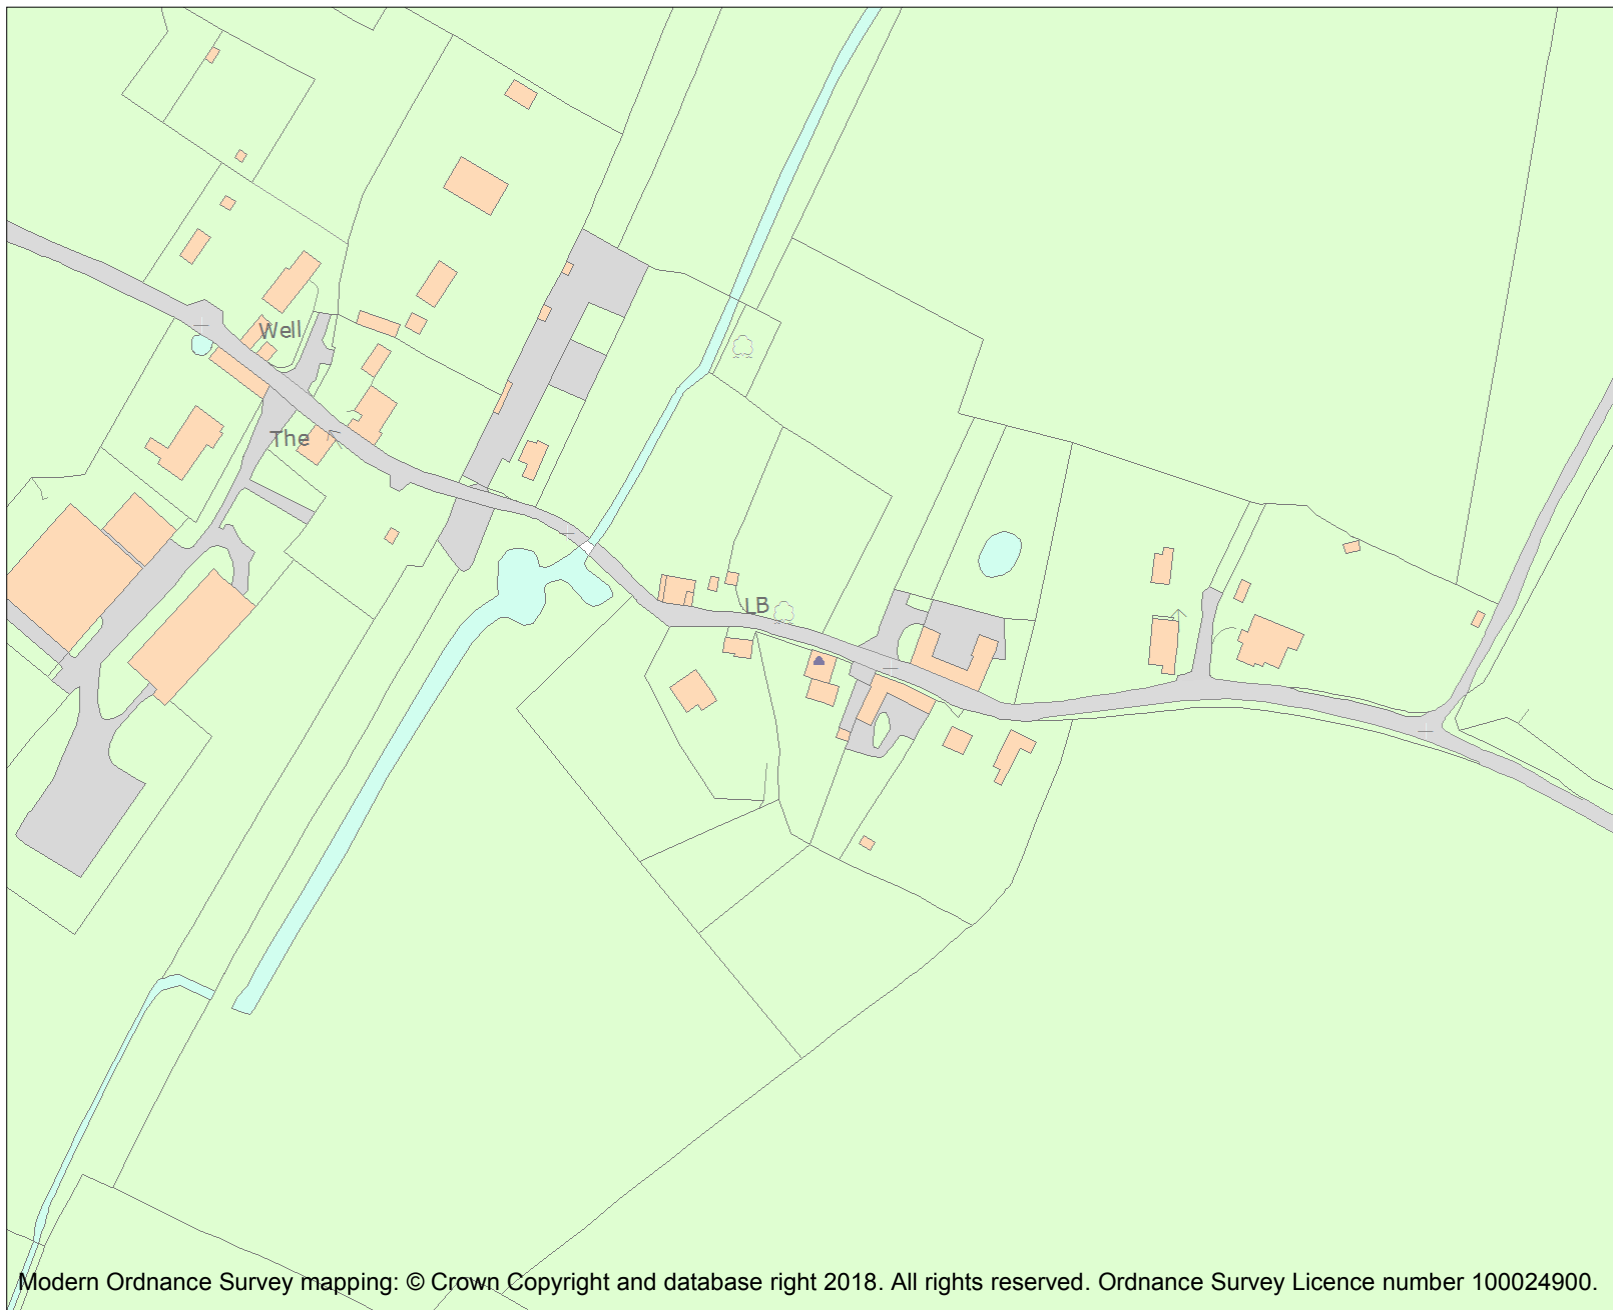 Well
The
LB
Modern Ordnance Survey mapping: © Crown Copyright and database right 2018. All rights reserved. Ordnance Survey Licence number 100024900.